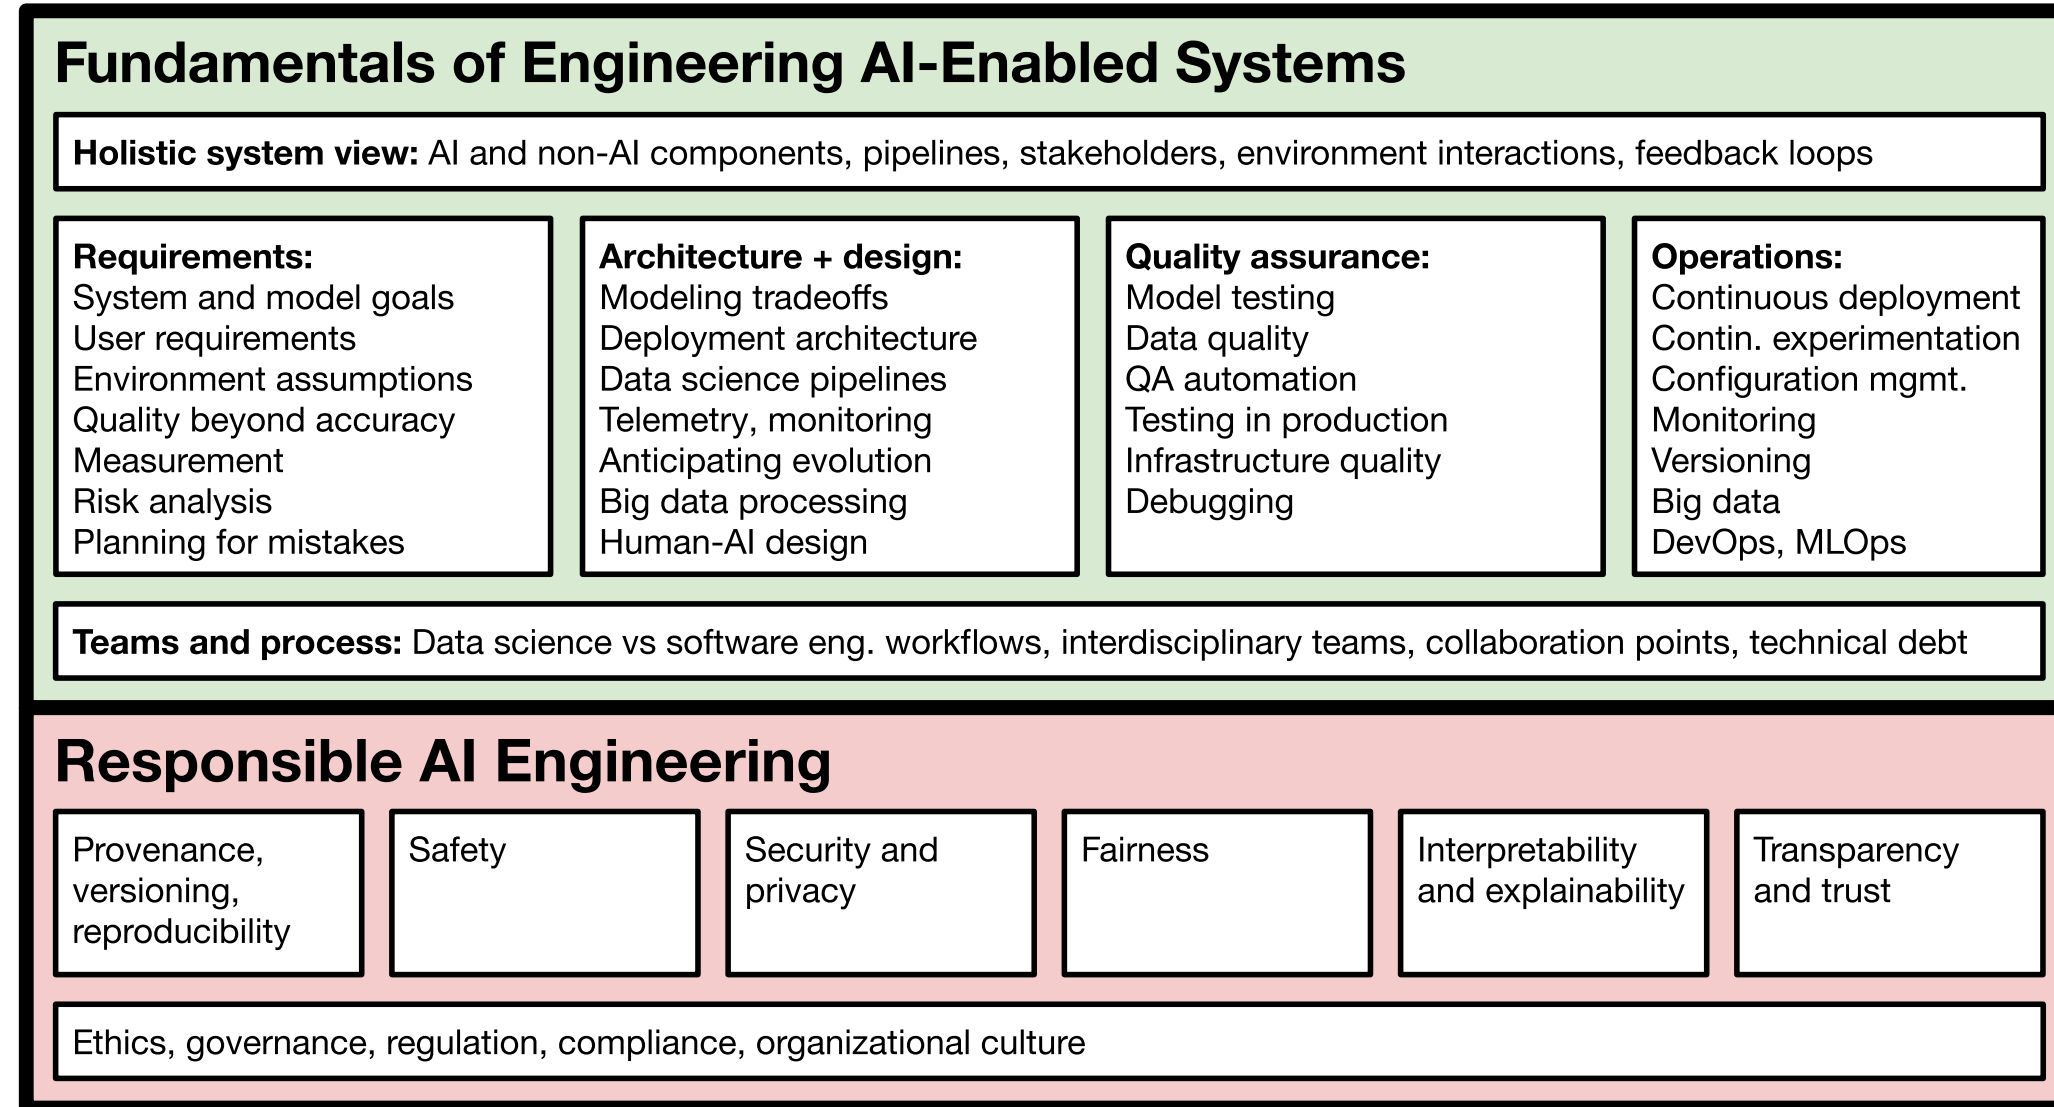 Fundamentals of Engineering AI-Enabled Systems
Holistic system view: AI and non-AI components, pipelines, stakeholders, environment interactions, feedback loops
Requirements:
System and model goals
User requirements
Environment assumptions
Quality beyond accuracy
Measurement
Risk analysis
Planning for mistakes
Architecture + design:
Modeling tradeoffs
Deployment architecture
Data science pipelines
Telemetry, monitoring
Anticipating evolution
Big data processing
Human-AI design
Quality assurance:
Model testing
Data quality
QA automation
Testing in production
Infrastructure quality
Debugging
Operations:
Continuous deployment
Contin. experimentation
Configuration mgmt.
Monitoring
Versioning
Big data
DevOps, MLOps
Teams and process: Data science vs software eng. workflows, interdisciplinary teams, collaboration points, technical debt
Responsible AI Engineering
Provenance,
versioning,
reproducibility
Safety
Security and
privacy
Fairness
Interpretability
and explainability
Transparency
and trust
Ethics, governance, regulation, compliance, organizational culture